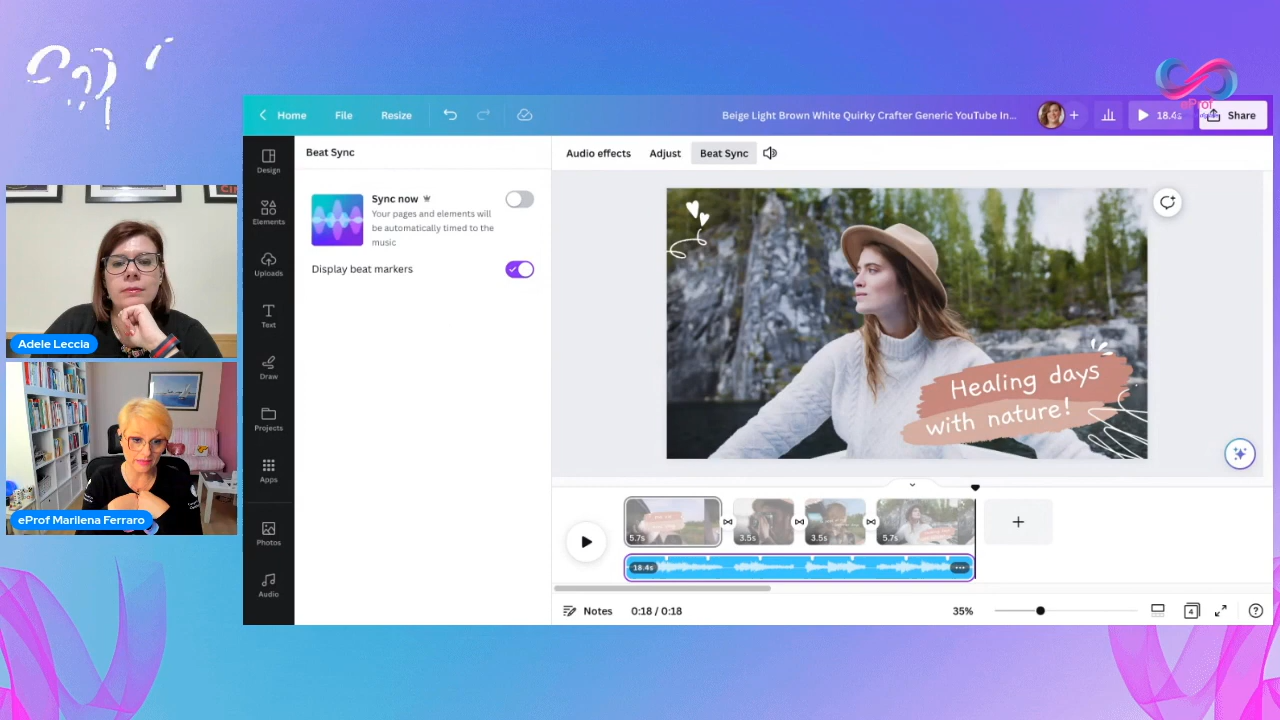 eProf
Home
File
Resize
Beige Light Brown White Quirky Crafter Generic YouTube In...
18.4s
Share
Design
Elements
Uploads
Text
Draw
Projects
Apps
Photos
Audio
Beat Sync
Sync now
Your pages and elements will
be automatically timed to the
music
Display beat markers
Audio effects
Adjust
Beat Sync
Healing days
with nature!
5.7s
3.5s
3.5s
5.7s
18.4s
Notes
0:18 / 0:18
35%
4
Adele Leccia
eProf Marilena Ferraro